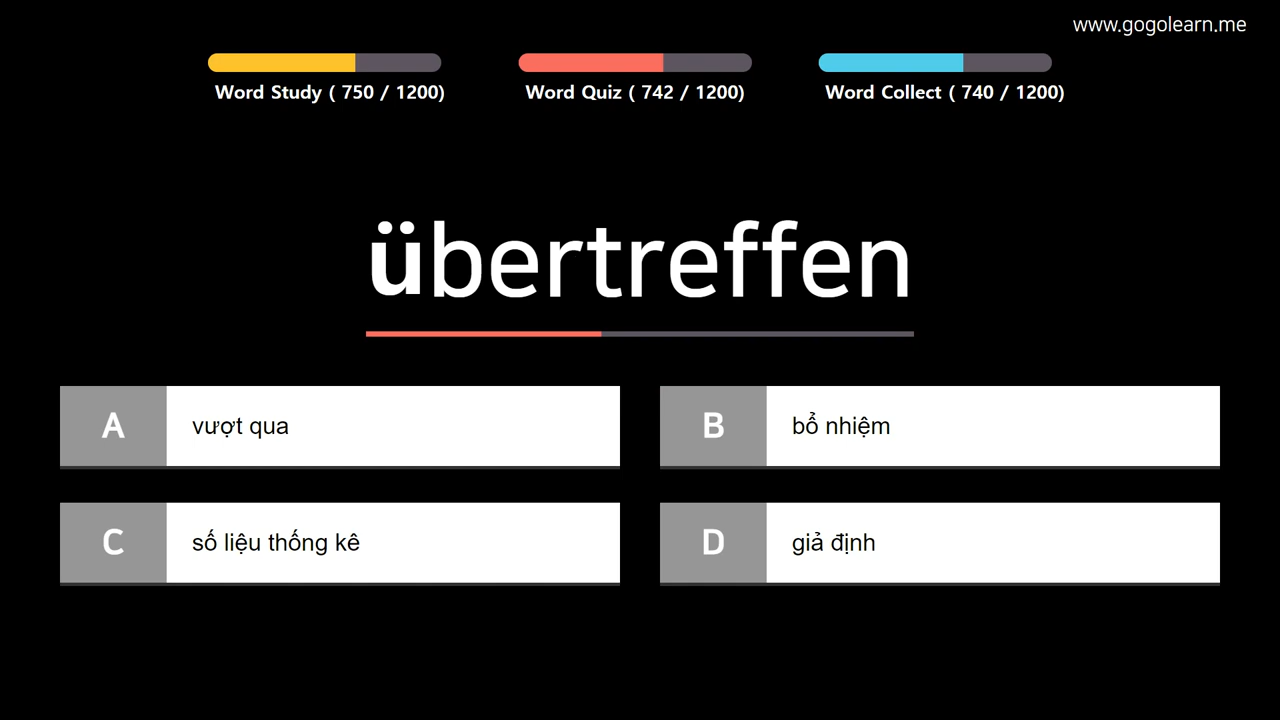 www.gogolearn.me
Word Study ( 750 / 1200)
Word Quiz ( 742 / 1200)
Word Collect ( 740 / 1200)
übertreffen
A
vượt qua
B
bổ nhiệm
C
số liệu thống kê
D
giả định